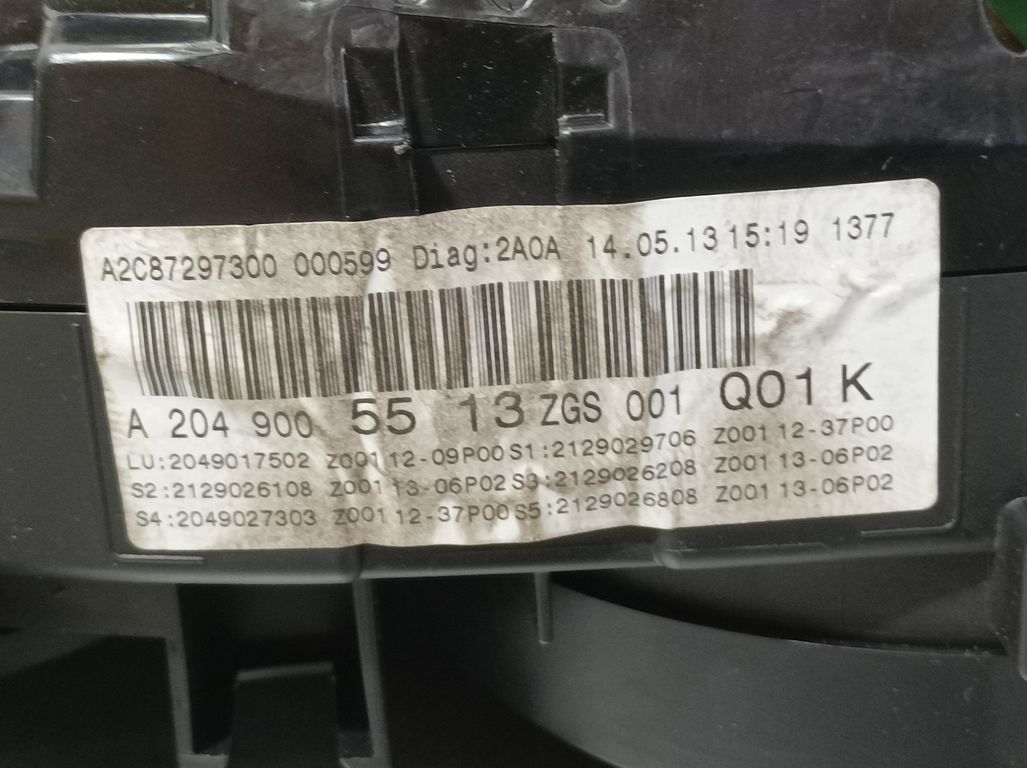 A2C87297300 000599 Diag:2A0A 14.05.13 15:19 1377
A 204 900 55 13 ZGS 001 Q01 K
LU:2049017502 Z001 12-09P00 S1:2129029706 Z001 12-37P00
S2:2129026108 Z001 13-06P02 S3:2129026208 Z001 13-06P02
S4:2049027303 Z001 12-37P00 S5:2129026808 Z001 13-06P02